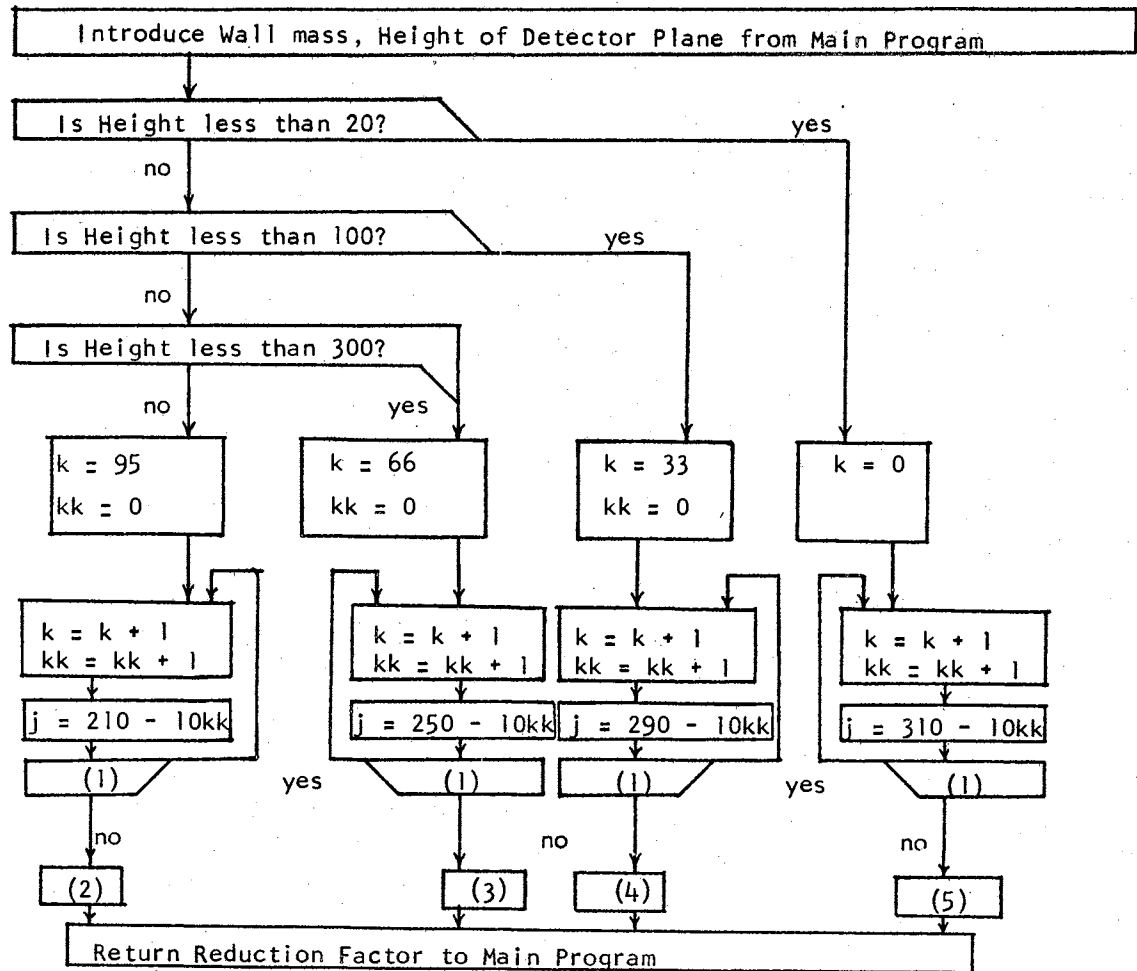 Introduce Wall mass, Height of Detector Plane from Main Program
Is Height less than 20?
yes
no
Is Height less than 100?
yes
no
Is Height less than 300?
no
yes
k = 95
kk = 0
k = 66
kk = 0
k = 33
kk = 0
k = 0
k = k + 1
kk = kk + 1
k = k + 1
kk = kk + 1
k = k + 1
kk = kk + 1
k = k + 1
kk = kk + 1
j = 210 - 10kk
j = 250 - 10kk
j = 290 - 10kk
j = 310 - 10kk
(1)
yes
(1)
(1)
yes
(1)
no
no
no
(2)
(3)
(4)
(5)
Return Reduction Factor to Main Program